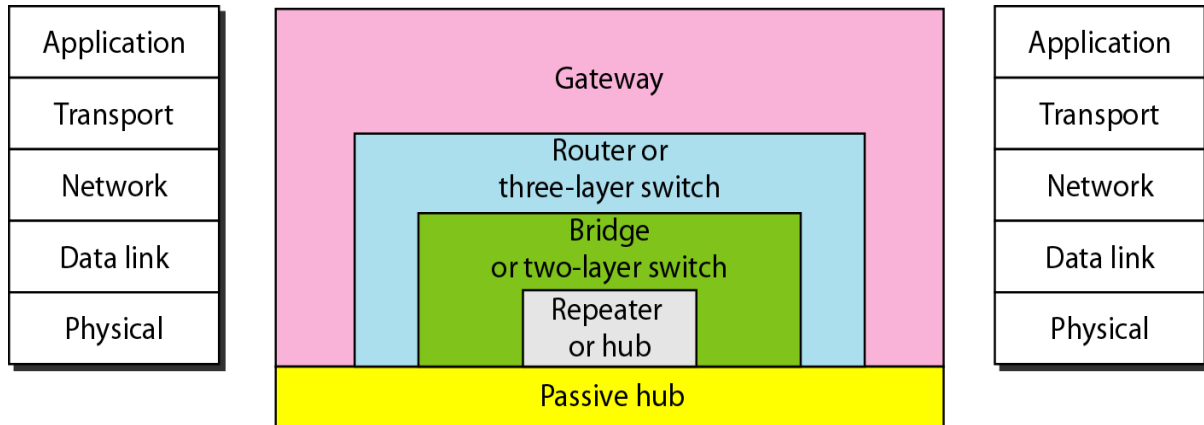 Application
Transport
Network
Data link
Physical
Gateway
Router or
three-layer switch
Bridge
or two-layer switch
Repeater
or hub
Passive hub
Application
Transport
Network
Data link
Physical